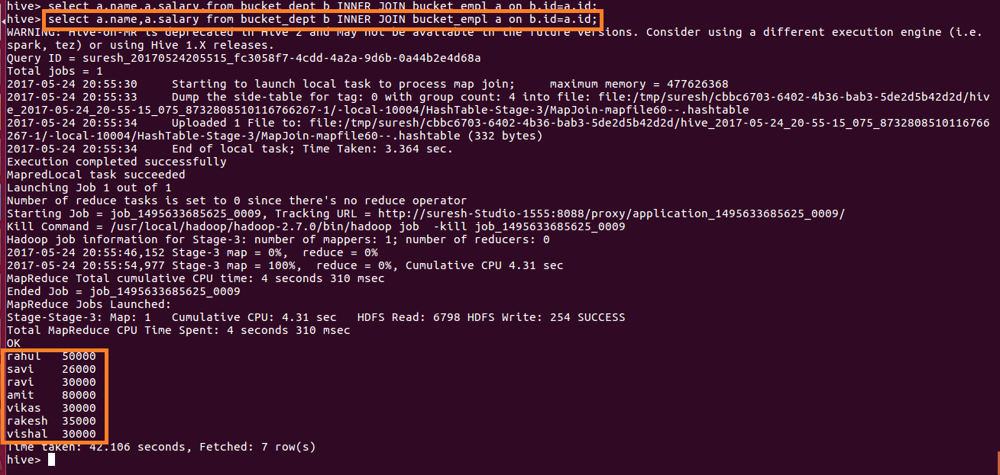 hive> select a.name,a.salary,from bucket_dept b INNER JOIN bucket_empl a on b.id=a.id;
hive> select a.name,a.salary from bucket_dept b INNER JOIN bucket_empl a on b.id=a.id;
WARNING: Hive-on-MR is deprecated in Hive 2 and may not be available in the future versions. Consider using a different execution engine (i.e.
spark, tez) or using Hive 1.X releases.
Query ID = suresh_20170524205515_fc3058f7-4cdd-4a2a-9d6b-0a44b2e4d68a
Total jobs = 1
2017-05-24 20:55:30     Starting to launch local task to process map join;     maximum memory = 477626368
2017-05-24 20:55:33     Dump the side-table for tag: 0 with group count: 4 into file: file:/tmp/suresh/cbbc6703-6402-4b36-bab3-5de2d5b42d2d/hiv
e_2017-05-24_20-55-15_075_8732808510116766267-1/-local-10004/HashTable-Stage-3/MapJoin-mapfile60--.hashtable
2017-05-24 20:55:34     Uploaded 1 File to: file:/tmp/suresh/cbbc6703-6402-4b36-bab3-5de2d5b42d2d/hive_2017-05-24_20-55-15_075_8732808510116766
267-1/-local-10004/HashTable-Stage-3/MapJoin-mapfile60--.hashtable (332 bytes)
2017-05-24 20:55:34     End of local task; Time Taken: 3.364 sec.
Execution completed successfully
MapredLocal task succeeded
Launching Job 1 out of 1
Number of reduce tasks is set to 0 since there's no reduce operator
Starting Job = job_1495633685625_0009, Tracking URL = http://suresh-Studio-1555:8088/proxy/application_1495633685625_0009/
Kill Command = /usr/local/hadoop/hadoop-2.7.0/bin/hadoop job  -kill job_1495633685625_0009
Hadoop job information for Stage-3: number of mappers: 1; number of reducers: 0
2017-05-24 20:55:46,152 Stage-3 map = 0%,  reduce = 0%
2017-05-24 20:55:54,977 Stage-3 map = 100%,  reduce = 0%, Cumulative CPU 4.31 sec
MapReduce Total cumulative CPU time: 4 seconds 310 msec
Ended Job = job_1495633685625_0009
MapReduce Jobs Launched:
Stage-Stage-3: Map: 1   Cumulative CPU: 4.31 sec   HDFS Read: 6798 HDFS Write: 254 SUCCESS
Total MapReduce CPU Time Spent: 4 seconds 310 msec
OK
rahul   50000
savi    26000
ravi    30000
amit    80000
vikas   30000
rakesh  35000
vishal  30000
Time taken: 42.106 seconds, Fetched: 7 row(s)
hive>